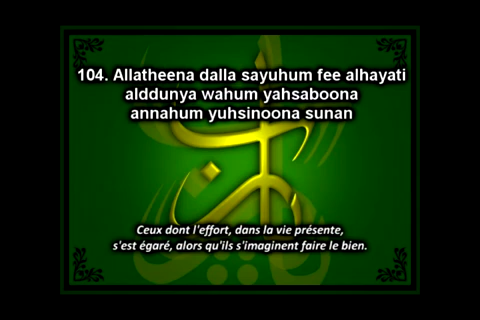 104. Allatheena dalla sayuhum fee alhayati
alddunya wahum yahsaboona
annahum yuhsinoona sunan
Ceux dont l'effort, dans la vie présente,
s'est égaré, alors qu'ils s'imaginent faire le bien.